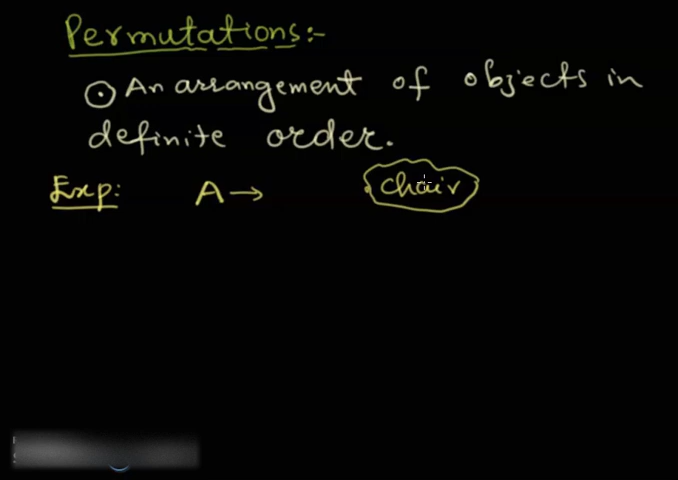 Permutations:-
⊙ An arrangement of objects in
definite order.
Exp: A→ chair